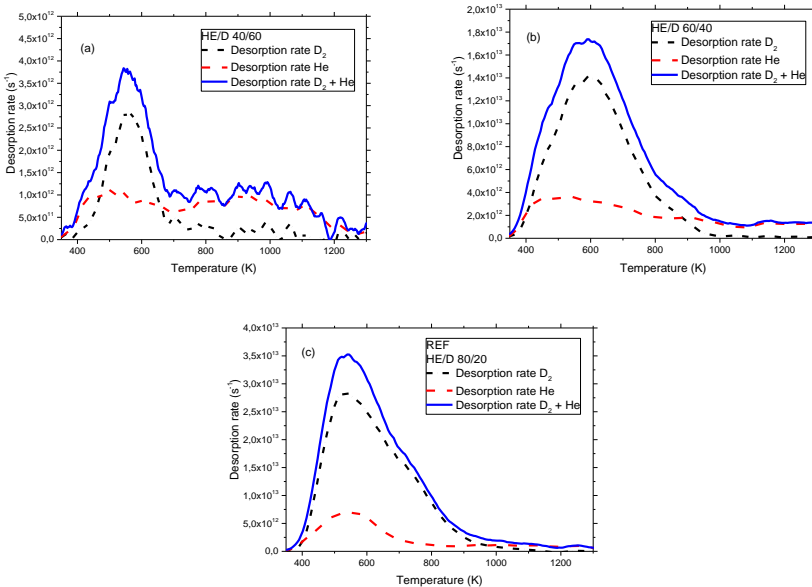 (a)
HE/D 40/60
Desorption rate D₂
Desorption rate He
Desorption rate D₂ + He
5,0x10¹²
4,5x10¹²
4,0x10¹²
3,5x10¹²
3,0x10¹²
2,5x10¹²
2,0x10¹²
1,5x10¹²
1,0x10¹²
5,0x10¹¹
0,0
Desorption rate (s⁻¹)
400 600 800 1000 1200
Temperature (K)
(b)
HE/D 60/40
Desorption rate D₂
Desorption rate He
Desorption rate D₂ + He
2,0x10¹³
1,8x10¹³
1,6x10¹³
1,4x10¹³
1,2x10¹³
1,0x10¹³
8,0x10¹²
6,0x10¹²
4,0x10¹²
2,0x10¹²
0,0
Desorption rate (s⁻¹)
400 600 800 1000 1200
Temperature (K)
(c)
REF
HE/D 80/20
Desorption rate D₂
Desorption rate He
Desorption rate D₂ + He
4,0x10¹³
3,5x10¹³
3,0x10¹³
2,5x10¹³
2,0x10¹³
1,5x10¹³
1,0x10¹³
5,0x10¹²
0,0
Desorption rate (s⁻¹)
400 600 800 1000 1200
Temperature (K)